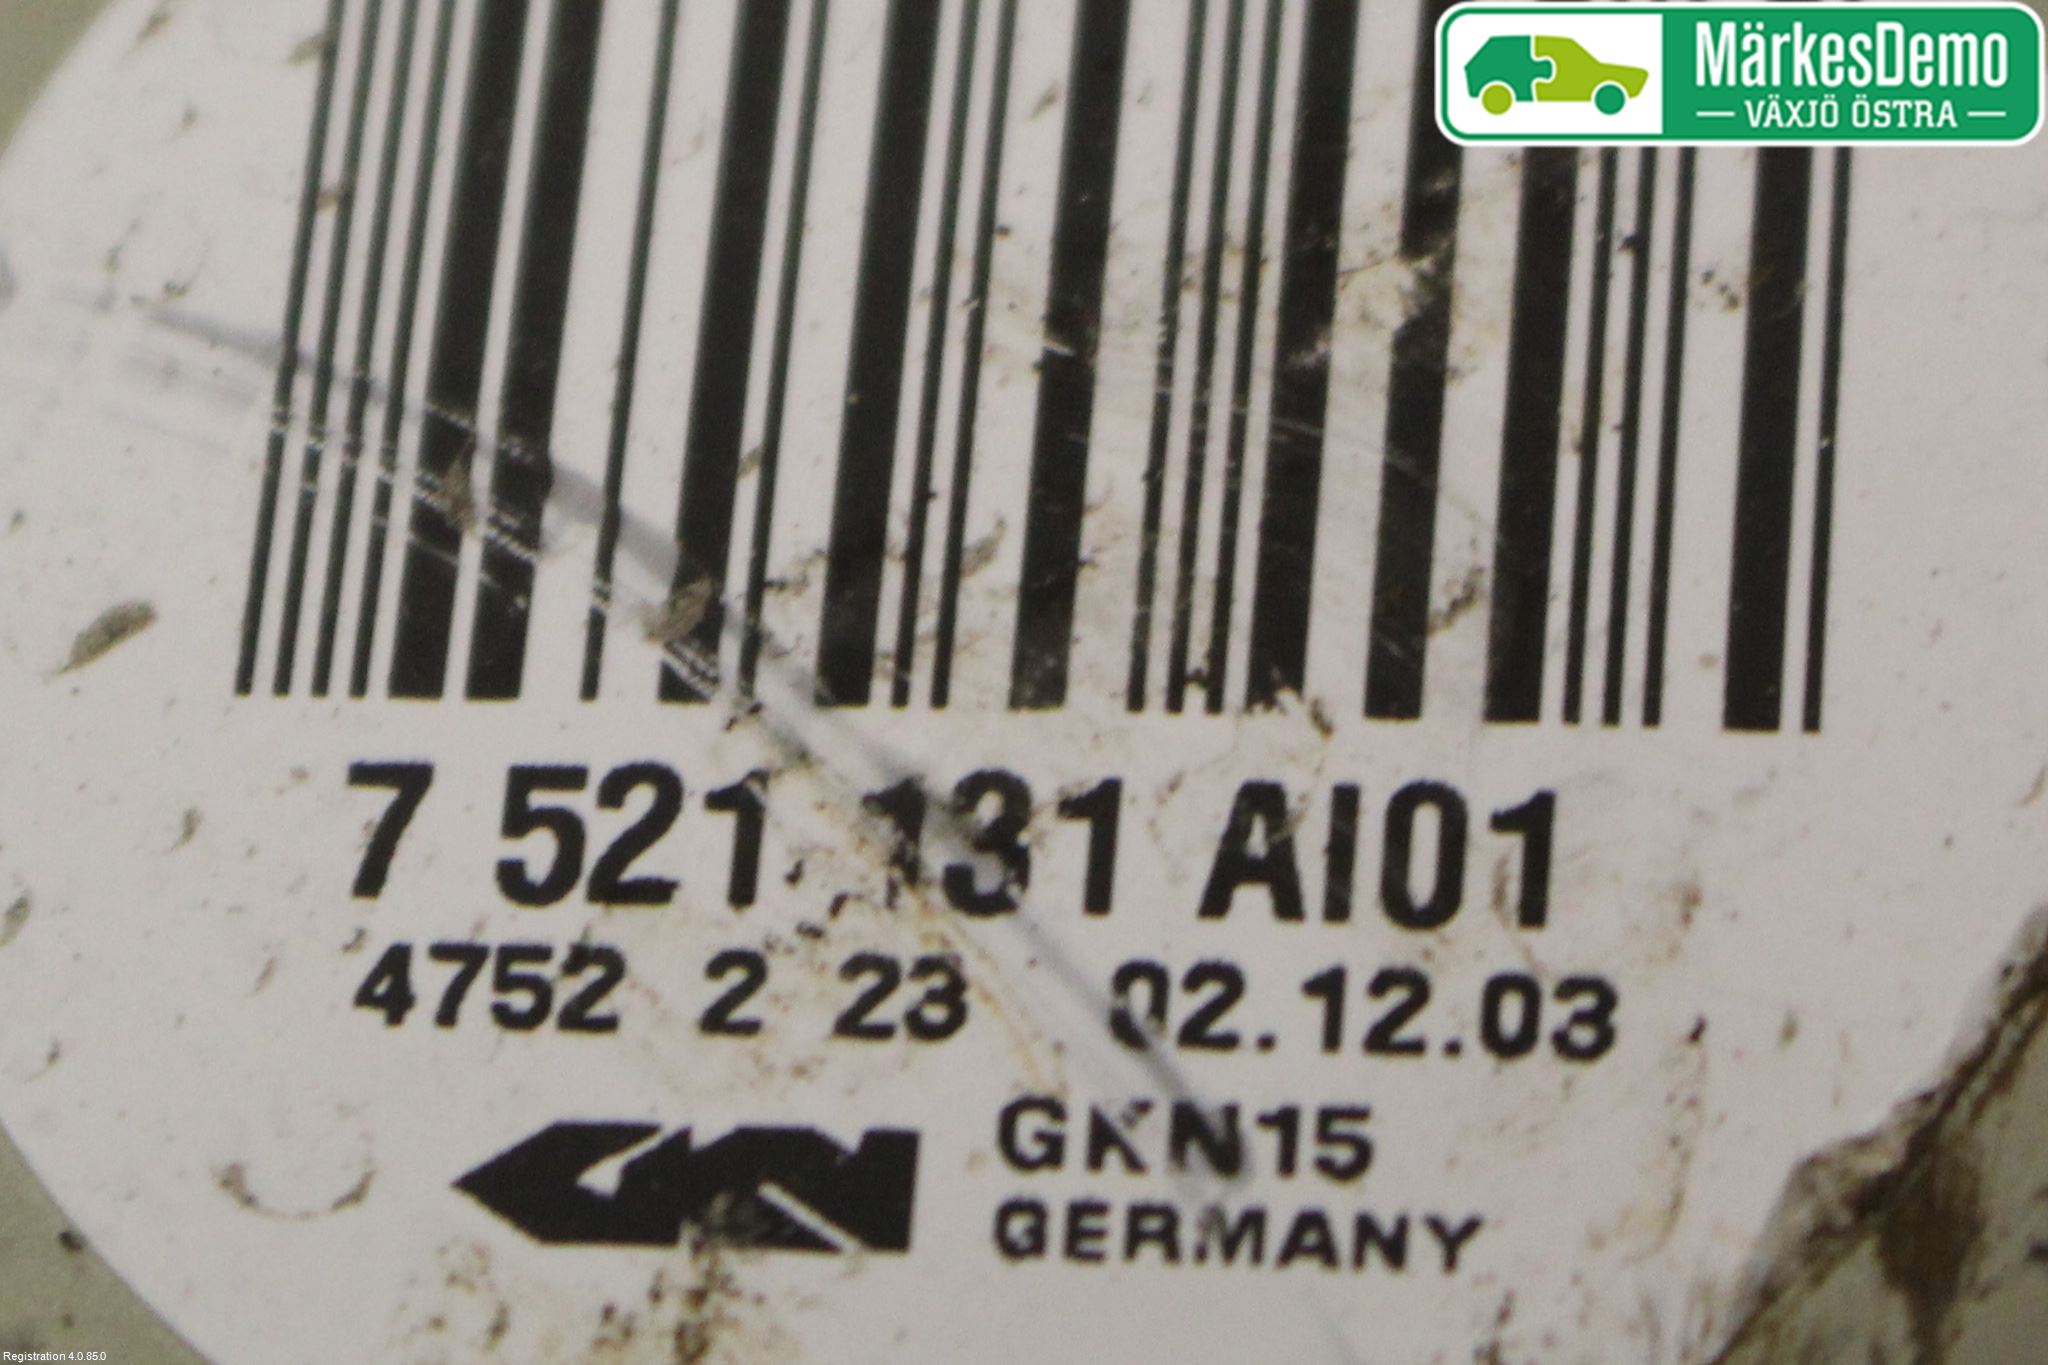 MärkesDemo
VÄXJÖ ÖSTRA
7 521 131 AI01
4752 2 23 02.12.03
GKN GKN15
GERMANY
Registration 4.0.85.0